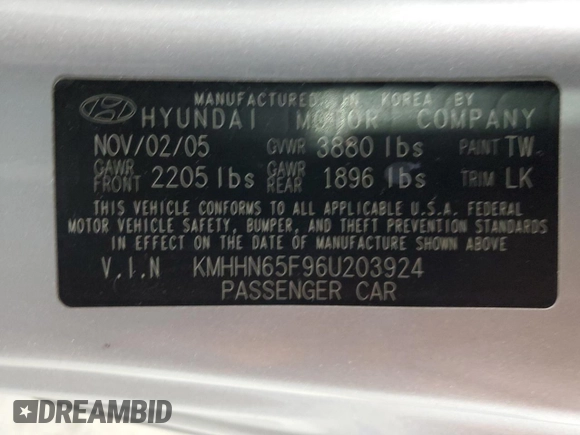 MANUFACTURED IN KOREA BY
HYUNDAI MOTOR COMPANY
NOV/02/05 GVWR 3880 lbs PAINT TW
GAWR FRONT 2205 lbs GAWR REAR 1896 lbs TRIM LK
THIS VEHICLE CONFORMS TO ALL APPLICABLE U.S.A. FEDERAL
MOTOR VEHICLE SAFETY, BUMPER, AND THEFT PREVENTION STANDARDS
IN EFFECT ON THE DATE OF MANUFACTURE SHOWN ABOVE
V.I.N KMHHN65F96U203924
PASSENGER CAR
DREAMBID